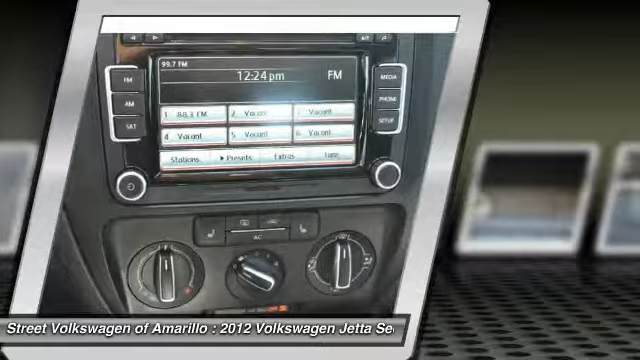 99.7 FM
12:24 pm
FM
FM
AM
SAT
MEDIA
PHONE
SETUP
1 88.3 FM
2 Vacant
Vacant
4 Vacant
5 Vacant
6 Vacant
Stations
Presets
Extras
Tune
AC
OFF
Street Volkswagen of Amarillo : 2012 Volkswagen Jetta Se